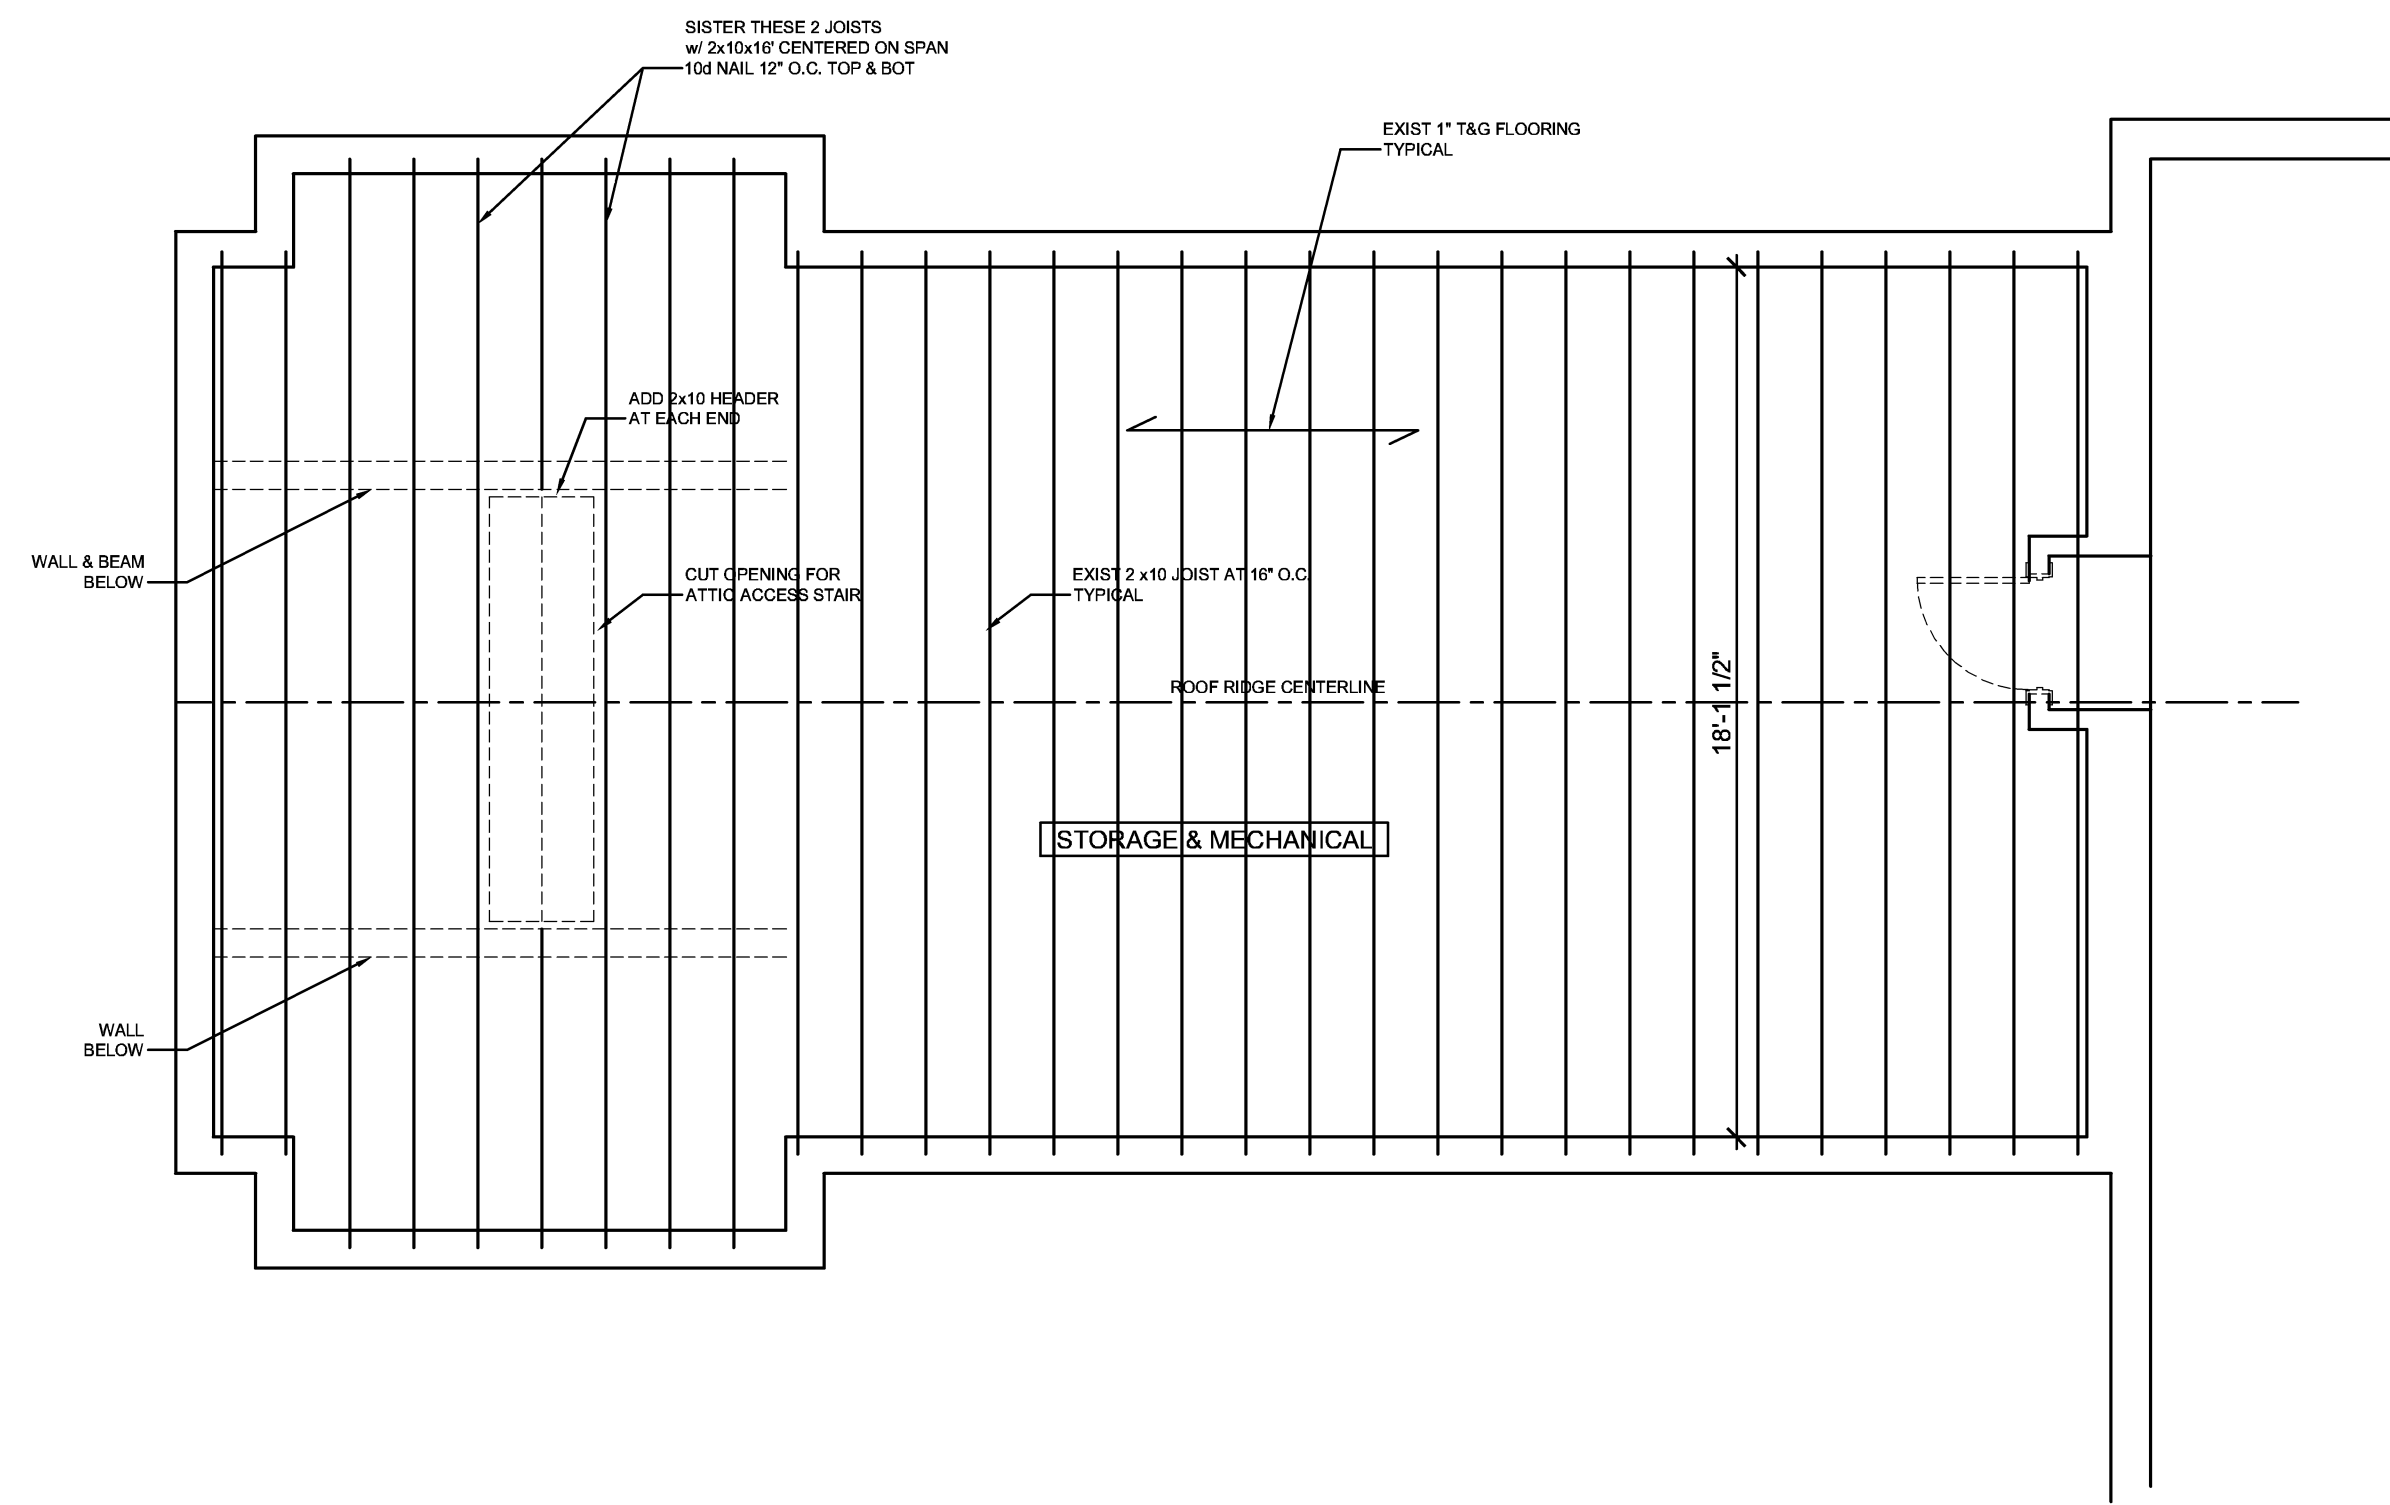 SISTER THESE 2 JOISTS
w/ 2x10x16' CENTERED ON SPAN
10d NAIL 12" O.C. TOP & BOT
EXIST 1" T&G FLOORING
TYPICAL
ADD 2x10 HEADER
AT EACH END
WALL & BEAM
BELOW
CUT OPENING FOR
ATTIC ACCESS STAIR
EXIST 2 x10 JOIST AT 16" O.C.
TYPICAL
ROOF RIDGE CENTERLINE
18'-1 1/2"
STORAGE & MECHANICAL
WALL
BELOW